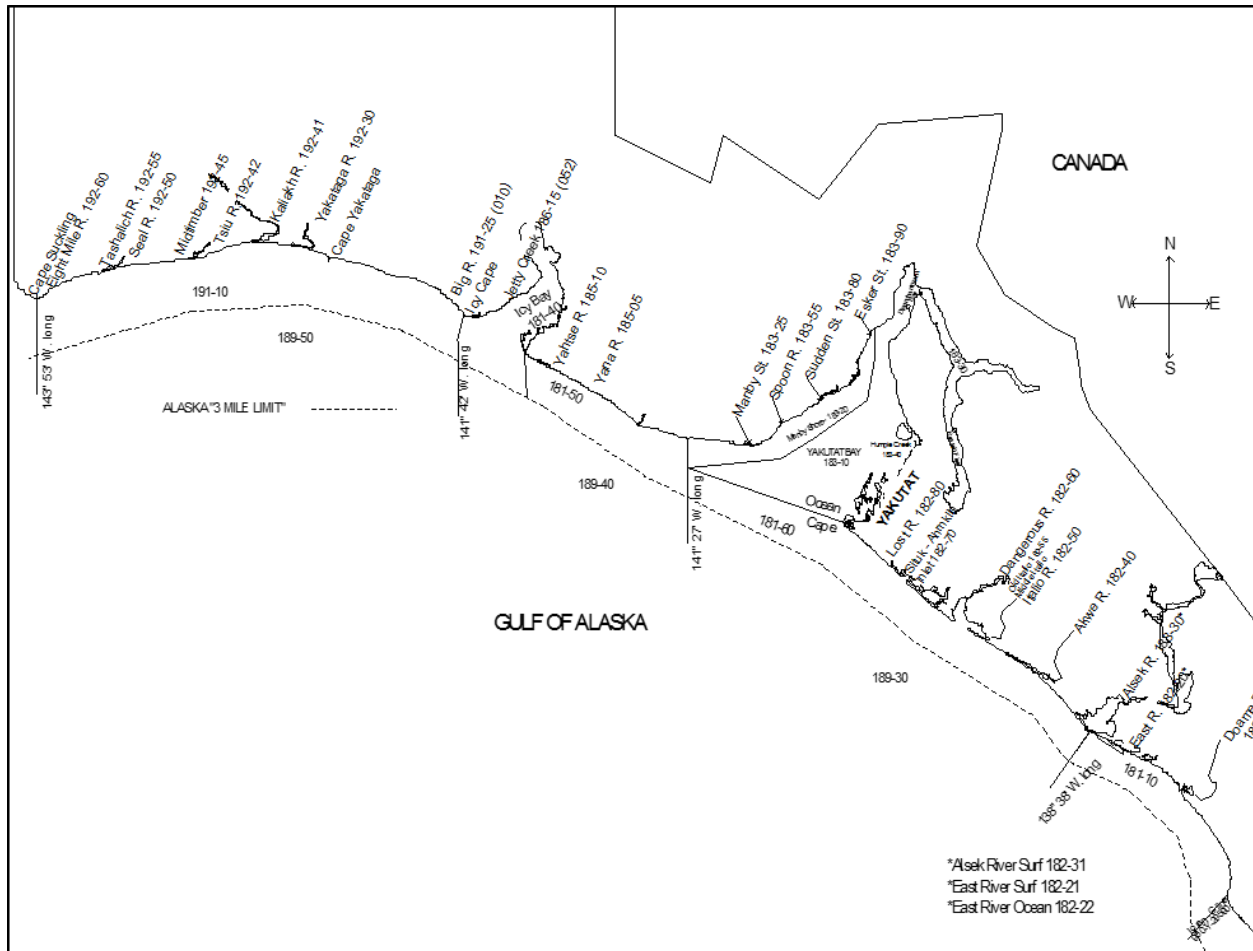 CANADA
N
W
E
S
Cape Suckling
Eight Mile R. 192-60
Tashalich R. 192-55
Seal R. 192-50
Midtimber 192-45
Tsiu R. 192-42
Kaliakh R. 192-41
Yakataga R. 192-30
Cape Yakataga
Big R. 191-25 (010)
Icy Cape
Jetty Creek 186-15 (052)
Icy Bay
181-40
Yahtse R. 185-10
Yana R. 185-05
Manby St. 183-25
Spoon R. 183-55
Sudden St. 183-80
Esker St. 183-90
191-10
189-50
181-50
143° 53' W. long
141° 42' W. long
ALASKA "3 MILE LIMIT"
YAKUTAT BAY
183-10
Humpie Creek
189-40
141° 27' W. long
181-60
Ocean
Cape
YAKUTAT
Lost R. 182-80
Situk - Ahrnklin
Inlet 182-70
Dangerous R. 182-60
Italio R. 182-50
Akwe R. 182-40
GULF OF ALASKA
189-30
Alsek R.
East R. 182-20*
181-10
138° 38' W. long
*Alsek River Surf 182-31
*East River Surf 182-21
*East River Ocean 182-22